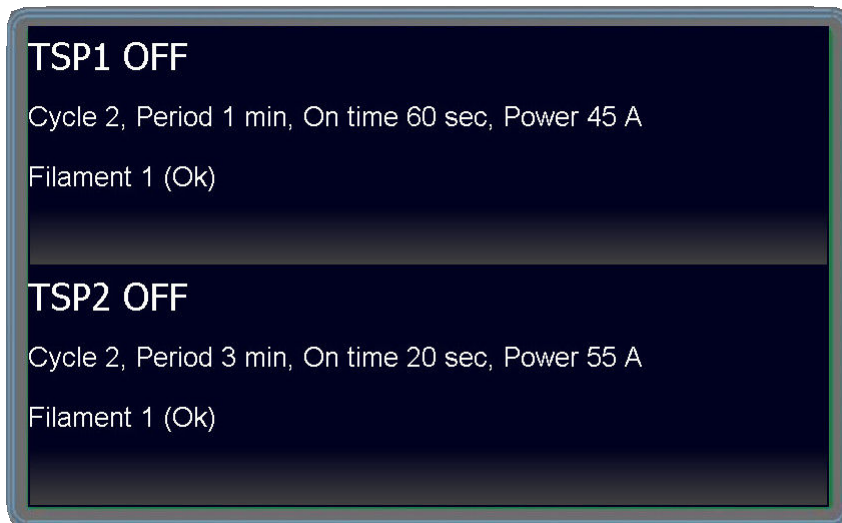 TSP1 OFF
Cycle 2, Period 1 min, On time 60 sec, Power 45 A
Filament 1 (Ok)
TSP2 OFF
Cycle 2, Period 3 min, On time 20 sec, Power 55 A
Filament 1 (Ok)